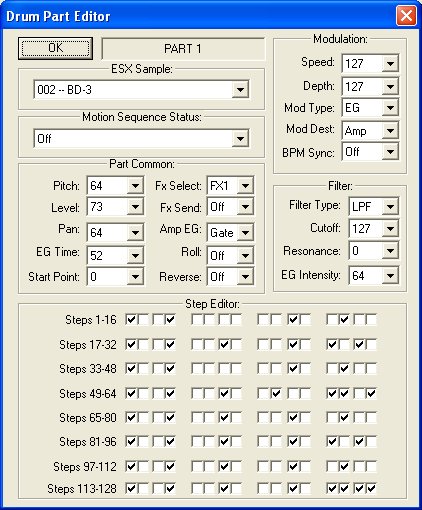 Drum Part Editor
OK
PART 1
ESX Sample:
002 -- BD-3
Motion Sequence Status:
Off
Part Common:
Pitch: 64 Fx Select: FX1
Level: 73 Fx Send: Off
Pan: 64 Amp EG: Gate
EG Time: 52 Roll: Off
Start Point: 0 Reverse: Off
Modulation:
Speed: 127
Depth: 127
Mod Type: EG
Mod Dest: Amp
BPM Sync: Off
Filter:
Filter Type: LPF
Cutoff: 127
Resonance: 0
EG Intensity: 64
Step Editor:
Steps 1-16
Steps 17-32
Steps 33-48
Steps 49-64
Steps 65-80
Steps 81-96
Steps 97-112
Steps 113-128